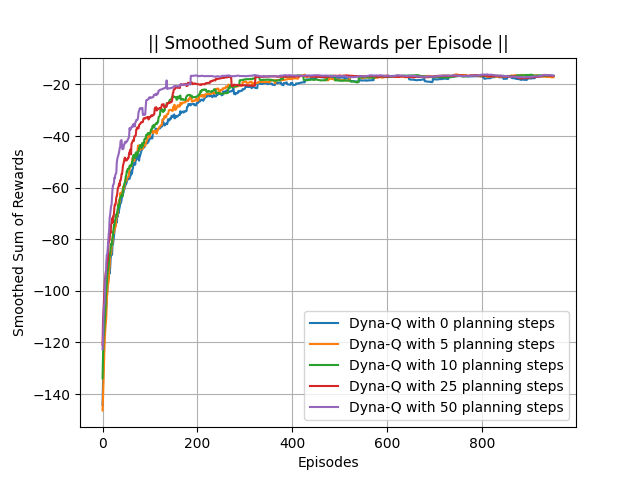 || Smoothed Sum of Rewards per Episode ||
Smoothed Sum of Rewards
−20
−40
−60
−80
−100
−120
−140
Dyna-Q with 0 planning steps
Dyna-Q with 5 planning steps
Dyna-Q with 10 planning steps
Dyna-Q with 25 planning steps
Dyna-Q with 50 planning steps
0 200 400 600 800
Episodes